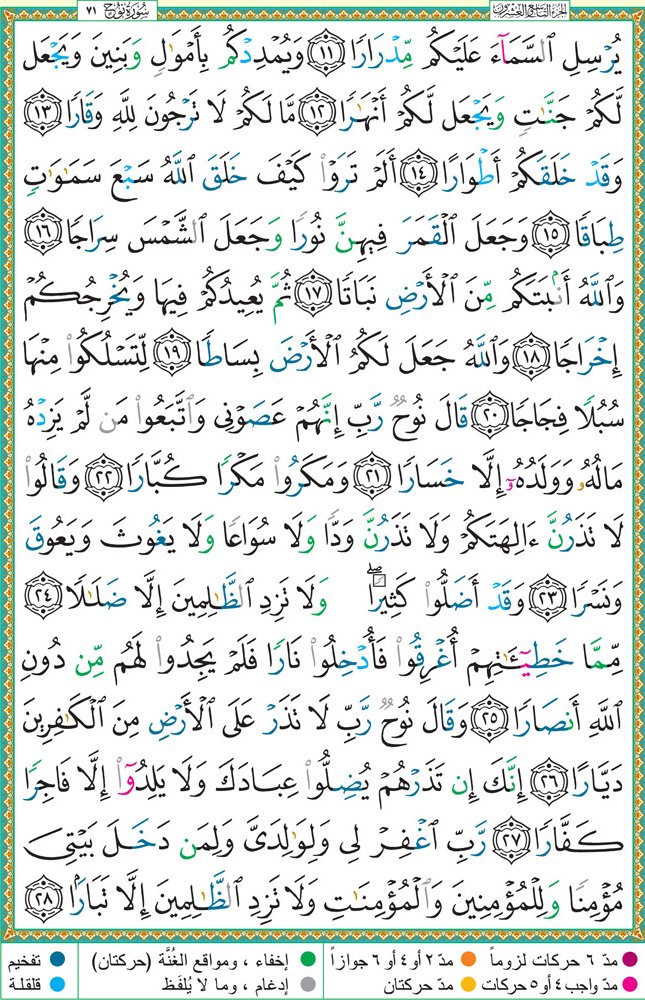 الجزء التاسع والعشرون
سُورَةُ نُوحٍ ٧١
يُرْسِلِ السَّمَآءَ عَلَيْكُم مِّدْرَارًا ١١ وَيُمْدِدْكُم بِأَمْوَٰلٍ وَبَنِينَ وَيَجْعَل
لَّكُمْ جَنَّٰتٍ وَيَجْعَل لَّكُمْ أَنْهَٰرًا ١٢ مَّا لَكُمْ لَا تَرْجُونَ لِلَّهِ وَقَارًا ١٣
وَقَدْ خَلَقَكُمْ أَطْوَارًا ١٤ أَلَمْ تَرَوْا۟ كَيْفَ خَلَقَ ٱللَّهُ سَبْعَ سَمَٰوَٰتٍ
طِبَاقًا ١٥ وَجَعَلَ ٱلْقَمَرَ فِيهِنَّ نُورًا وَجَعَلَ ٱلشَّمْسَ سِرَاجًا ١٦
وَٱللَّهُ أَنۢبَتَكُم مِّنَ ٱلْأَرْضِ نَبَاتًا ١٧ ثُمَّ يُعِيدُكُمْ فِيهَا وَيُخْرِجُكُمْ
إِخْرَاجًا ١٨ وَٱللَّهُ جَعَلَ لَكُمُ ٱلْأَرْضَ بِسَاطًا ١٩ لِّتَسْلُكُوا۟ مِنْهَا
سُبُلًا فِجَاجًا ٢٠ قَالَ نُوحٌ رَّبِّ إِنَّهُمْ عَصَوْنِى وَٱتَّبَعُوا۟ مَن لَّمْ يَزِدْهُ
مَالُهُۥ وَوَلَدُهُۥٓ إِلَّا خَسَارًا ٢١ وَمَكَرُوا۟ مَكْرًا كُبَّارًا ٢٢ وَقَالُوا۟
لَا تَذَرُنَّ ءَالِهَتَكُمْ وَلَا تَذَرُنَّ وَدًّا وَلَا سُوَاعًا وَلَا يَغُوثَ وَيَعُوقَ
وَنَسْرًا ٢٣ وَقَدْ أَضَلُّوا۟ كَثِيرًا ۖ وَلَا تَزِدِ ٱلظَّٰلِمِينَ إِلَّا ضَلَٰلًا ٢٤
مِّمَّا خَطِيٓـَٰٔتِهِمْ أُغْرِقُوا۟ فَأُدْخِلُوا۟ نَارًا فَلَمْ يَجِدُوا۟ لَهُم مِّن دُونِ
ٱللَّهِ أَنصَارًا ٢٥ وَقَالَ نُوحٌ رَّبِّ لَا تَذَرْ عَلَى ٱلْأَرْضِ مِنَ ٱلْكَٰفِرِينَ
دَيَّارًا ٢٦ إِنَّكَ إِن تَذَرْهُمْ يُضِلُّوا۟ عِبَادَكَ وَلَا يَلِدُوٓا۟ إِلَّا فَاجِرًا
كَفَّارًا ٢٧ رَّبِّ ٱغْفِرْ لِى وَلِوَٰلِدَىَّ وَلِمَن دَخَلَ بَيْتِىَ
مُؤْمِنًا وَلِلْمُؤْمِنِينَ وَٱلْمُؤْمِنَٰتِ وَلَا تَزِدِ ٱلظَّٰلِمِينَ إِلَّا تَبَارًۢا ٢٨
مدّ ٦ حركات لزوماً مدّ ٢ أو ٤ أو ٦ جوازاً إخفاء ، ومواقع الغُنَّة (حركتان) تفخيم
مدّ واجب ٤ أو ٥ حركات مدّ حركتان إدغام ، وما لا يُلفَظ قلقلة